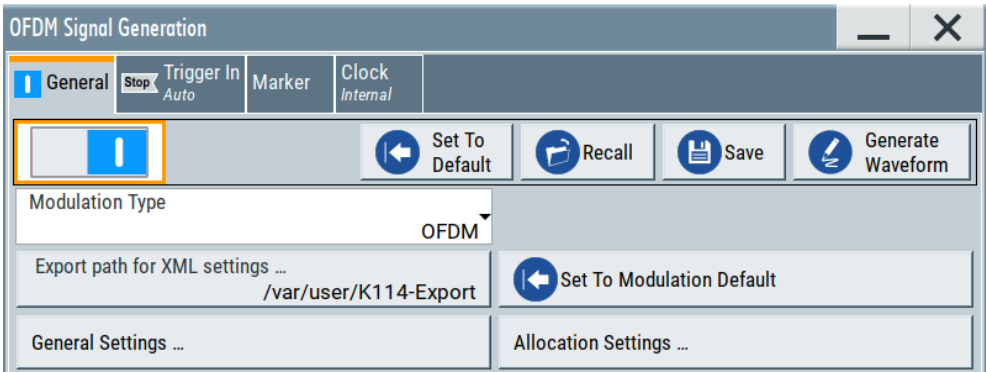 OFDM Signal Generation
General
Stop
Trigger In
Auto
Marker
Clock
Internal
Set To
Default
Recall
Save
Generate
Waveform
Modulation Type
OFDM
Export path for XML settings ...
/var/user/K114-Export
Set To Modulation Default
General Settings ...
Allocation Settings ...